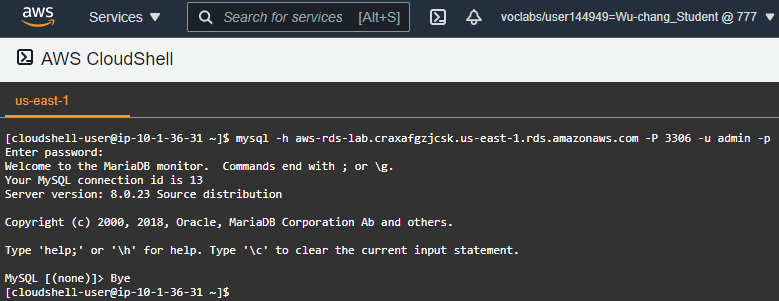 aws
Services ▼
Search for services [Alt+S]
voclabs/user144949=Wu-chang_Student @ 777 ▼
AWS CloudShell
us-east-1
[cloudshell-user@ip-10-1-36-31 ~]$ mysql -h aws-rds-lab.craxafgzjcsk.us-east-1.rds.amazonaws.com -P 3306 -u admin -p
Enter password:
Welcome to the MariaDB monitor.  Commands end with ; or \g.
Your MySQL connection id is 13
Server version: 8.0.23 Source distribution
Copyright (c) 2000, 2018, Oracle, MariaDB Corporation Ab and others.
Type 'help;' or '\h' for help. Type '\c' to clear the current input statement.
MySQL [(none)]> Bye
[cloudshell-user@ip-10-1-36-31 ~]$